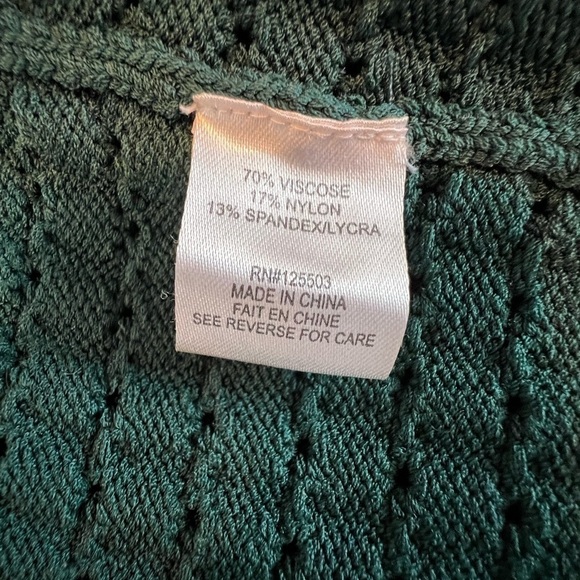 70% VISCOSE
17% NYLON
13% SPANDEX/LYCRA
RN#125503
MADE IN CHINA
FAIT EN CHINE
SEE REVERSE FOR CARE